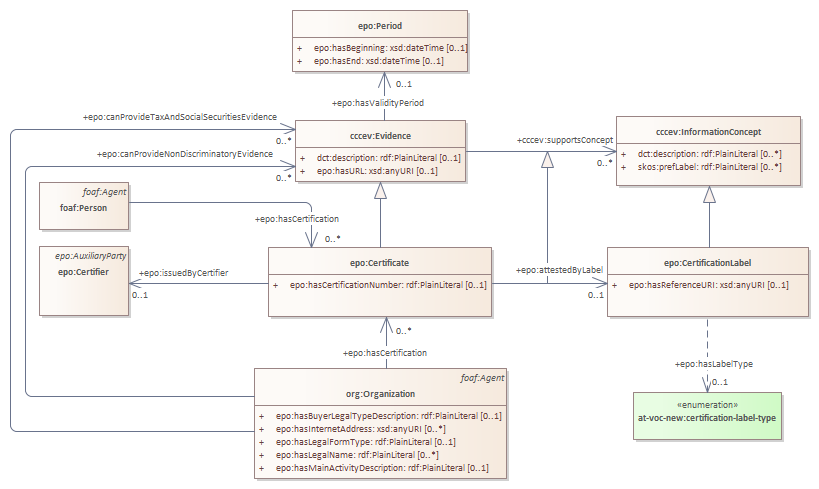 epo:Period
+ epo:hasBeginning: xsd:dateTime [0..1]
+ epo:hasEnd: xsd:dateTime [0..1]
0..1
+epo:hasValidityPeriod
+epo:canProvideTaxAndSocialSecuritiesEvidence
0..*
cccev:Evidence
+ dct:description: rdf:PlainLiteral [0..1]
+ epo:hasURL: xsd:anyURI [0..1]
+cccev:supportsConcept
0..*
cccev:InformationConcept
+ dct:description: rdf:PlainLiteral [0..*]
+ skos:prefLabel: rdf:PlainLiteral [0..*]
+epo:canProvideNonDiscriminatoryEvidence
0..*
foaf:Agent
foaf:Person
+epo:hasCertification
0..*
epo:AuxiliaryParty
epo:Certifier
+epo:issuedByCertifier
0..1
epo:Certificate
+ epo:hasCertificationNumber: rdf:PlainLiteral [0..1]
+epo:attestedByLabel
0..1
epo:CertificationLabel
+ epo:hasReferenceURI: xsd:anyURI [0..1]
0..*
+epo:hasCertification
+epo:hasLabelType
0..1
foaf:Agent
org:Organization
+ epo:hasBuyerLegalTypeDescription: rdf:PlainLiteral [0..1]
+ epo:hasInternetAddress: xsd:anyURI [0..*]
+ epo:hasLegalFormType: rdf:PlainLiteral [0..1]
+ epo:hasLegalName: rdf:PlainLiteral [0..*]
+ epo:hasMainActivityDescription: rdf:PlainLiteral [0..1]
«enumeration»
at-voc-new:certification-label-type